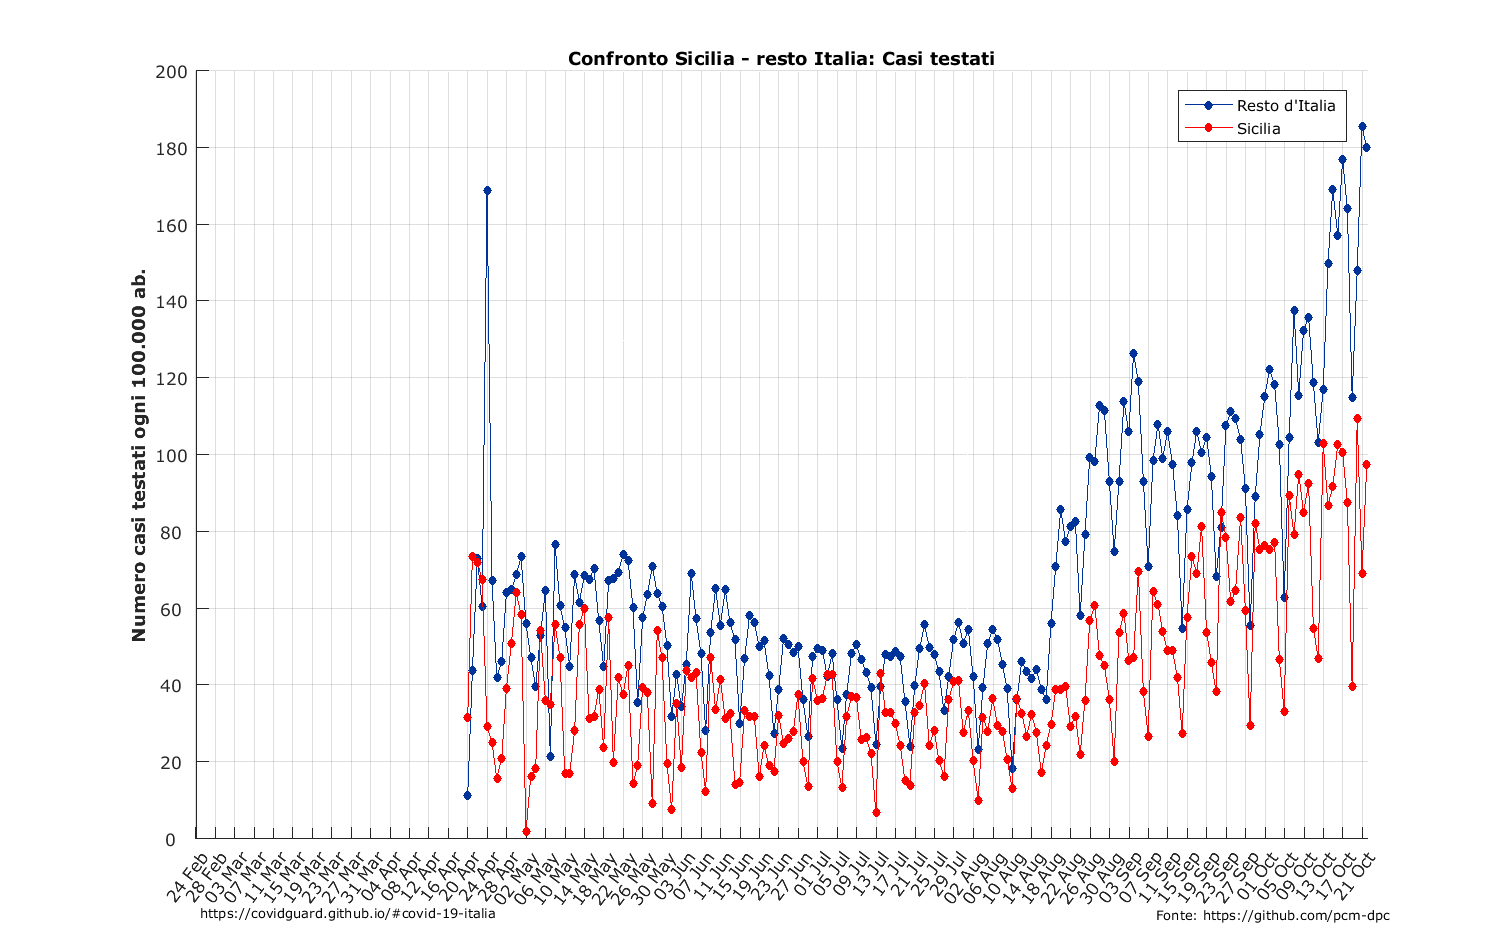 Confronto Sicilia - resto Italia: Casi testati
Resto d'Italia
Sicilia
Numero casi testati ogni 100.000 ab.
200
180
160
140
120
100
80
60
40
20
0
24 Feb
28 Feb
03 Mar
07 Mar
11 Mar
15 Mar
19 Mar
23 Mar
27 Mar
31 Mar
04 Apr
08 Apr
12 Apr
16 Apr
20 Apr
24 Apr
28 Apr
02 May
06 May
10 May
14 May
18 May
22 May
26 May
30 May
03 Jun
07 Jun
11 Jun
15 Jun
19 Jun
23 Jun
27 Jun
01 Jul
05 Jul
09 Jul
13 Jul
17 Jul
21 Jul
25 Jul
29 Jul
02 Aug
06 Aug
10 Aug
14 Aug
18 Aug
22 Aug
26 Aug
30 Aug
03 Sep
07 Sep
11 Sep
15 Sep
19 Sep
23 Sep
27 Sep
01 Oct
05 Oct
09 Oct
13 Oct
17 Oct
21 Oct
https://covidguard.github.io/#covid-19-italia
Fonte: https://github.com/pcm-dpc